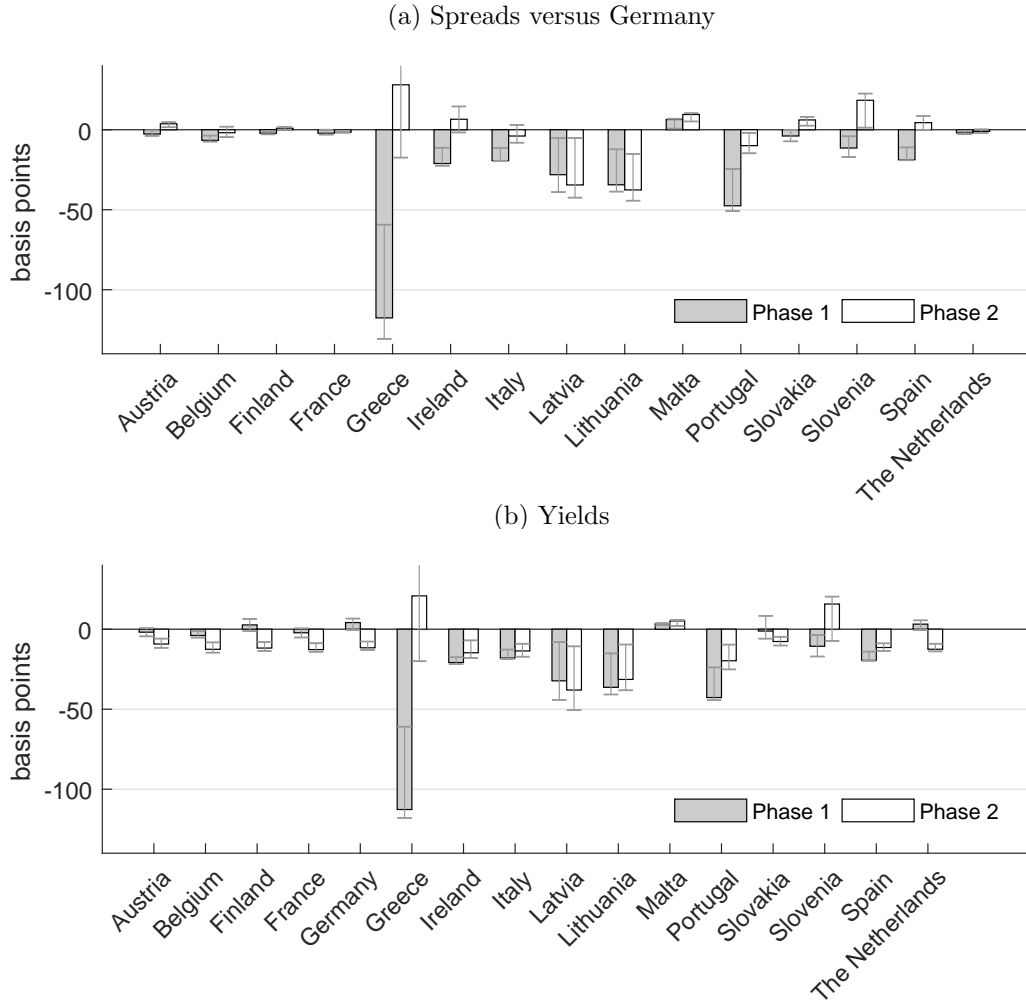 (a) Spreads versus Germany
basis points
0
-50
-100
Phase 1
Phase 2
Austria
Belgium
Finland
France
Greece
Ireland
Italy
Latvia
Lithuania
Malta
Portugal
Slovakia
Slovenia
Spain
The Netherlands
(b) Yields
basis points
0
-50
-100
Phase 1
Phase 2
Austria
Belgium
Finland
France
Germany
Greece
Ireland
Italy
Latvia
Lithuania
Malta
Portugal
Slovakia
Slovenia
Spain
The Netherlands